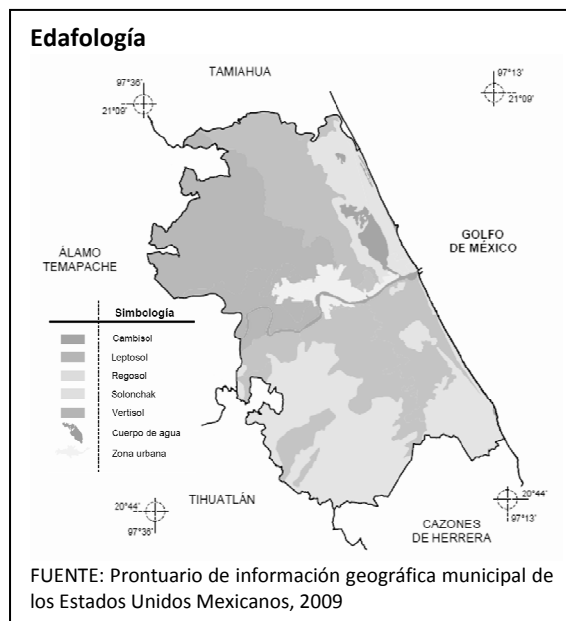 Edafología
TAMIAHUA
97°36'
21°09'
97°13'
21°09'
GOLFO
DE MÉXICO
ÁLAMO
TEMAPACHE
Simbología
Cambisol
Leptosol
Regosol
Solonchak
Vertisol
Cuerpo de agua
Zona urbana
20°44'
97°36'
TIHUATLÁN
20°44'
97°13'
CAZONES
DE HERRERA
FUENTE: Prontuario de información geográfica municipal de
los Estados Unidos Mexicanos, 2009